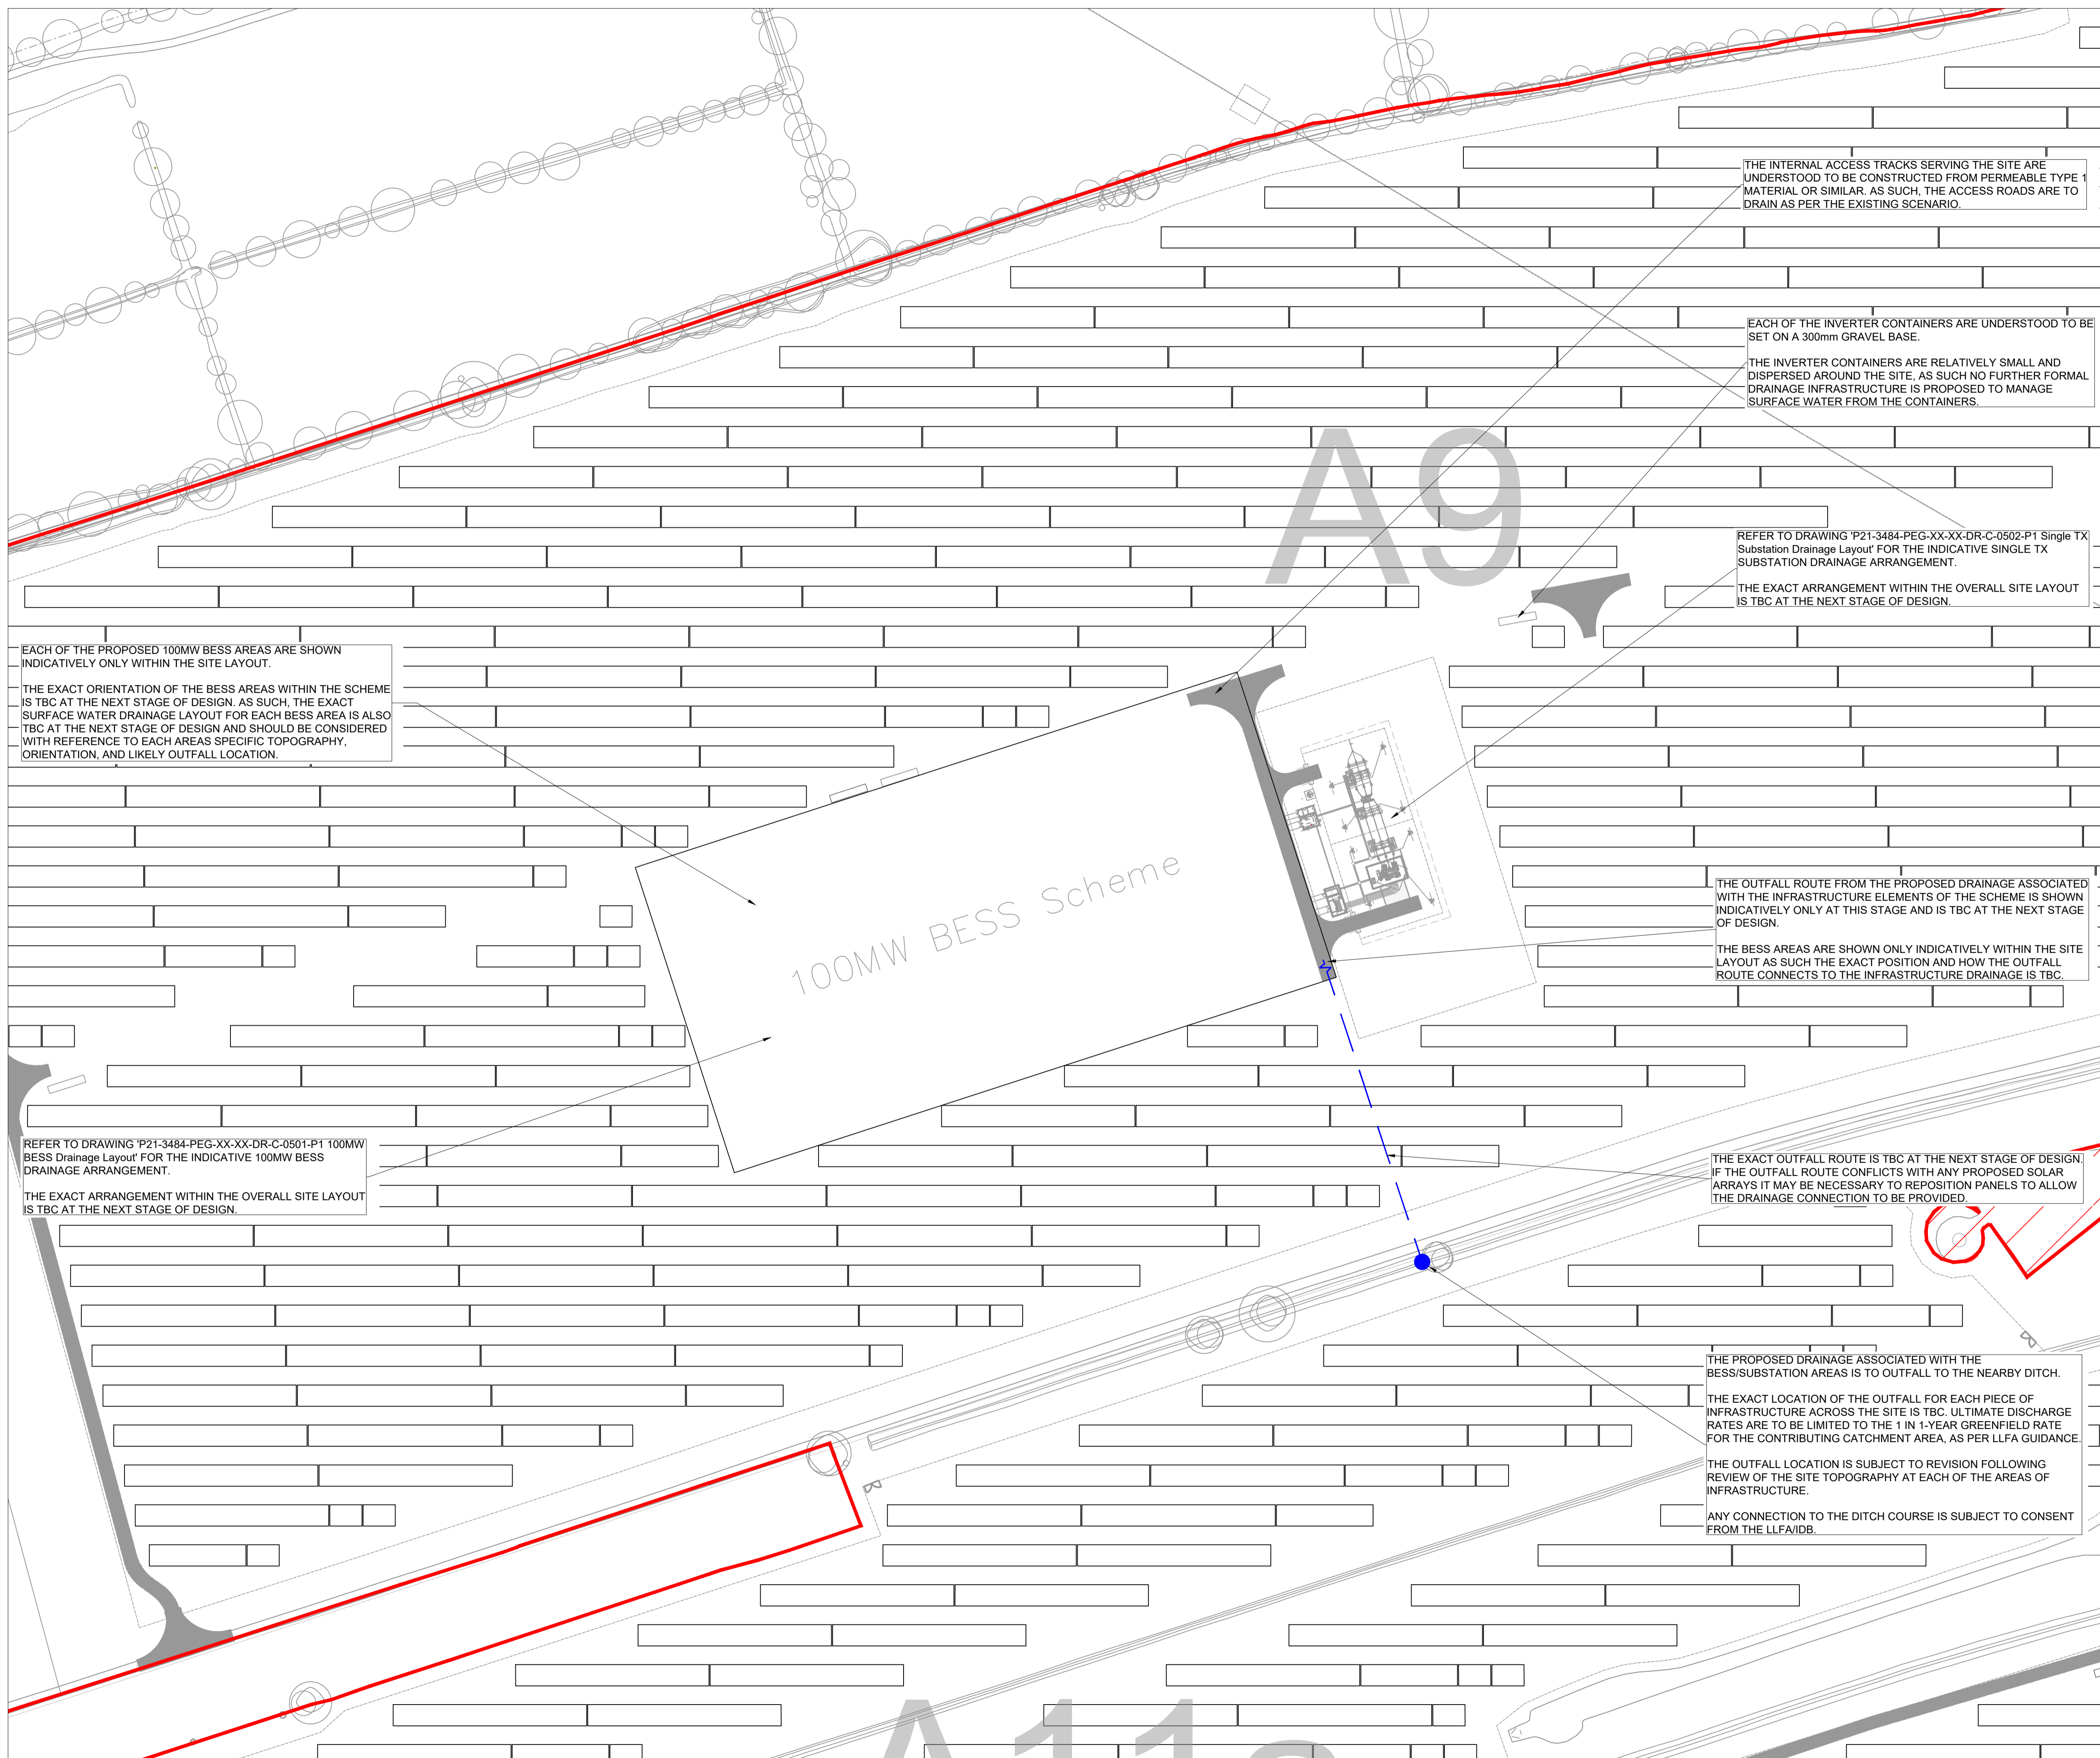 THE INTERNAL ACCESS TRACKS SERVING THE SITE ARE
UNDERSTOOD TO BE CONSTRUCTED FROM PERMEABLE TYPE 1
MATERIAL OR SIMILAR. AS SUCH, THE ACCESS ROADS ARE TO
DRAIN AS PER THE EXISTING SCENARIO.
EACH OF THE INVERTER CONTAINERS ARE UNDERSTOOD TO BE
SET ON A 300mm GRAVEL BASE.
THE INVERTER CONTAINERS ARE RELATIVELY SMALL AND
DISPERSED AROUND THE SITE, AS SUCH NO FURTHER FORMAL
DRAINAGE INFRASTRUCTURE IS PROPOSED TO MANAGE
SURFACE WATER FROM THE CONTAINERS.
A9
REFER TO DRAWING 'P21-3484-PEG-XX-XX-DR-C-0502-P1 Single TX
Substation Drainage Layout' FOR THE INDICATIVE SINGLE TX
SUBSTATION DRAINAGE ARRANGEMENT.
THE EXACT ARRANGEMENT WITHIN THE OVERALL SITE LAYOUT
IS TBC AT THE NEXT STAGE OF DESIGN.
EACH OF THE PROPOSED 100MW BESS AREAS ARE SHOWN
INDICATIVELY ONLY WITHIN THE SITE LAYOUT.
THE EXACT ORIENTATION OF THE BESS AREAS WITHIN THE SCHEME
IS TBC AT THE NEXT STAGE OF DESIGN. AS SUCH, THE EXACT
SURFACE WATER DRAINAGE LAYOUT FOR EACH BESS AREA IS ALSO
TBC AT THE NEXT STAGE OF DESIGN AND SHOULD BE CONSIDERED
WITH REFERENCE TO EACH AREAS SPECIFIC TOPOGRAPHY,
ORIENTATION, AND LIKELY OUTFALL LOCATION.
100MW BESS Scheme
THE OUTFALL ROUTE FROM THE PROPOSED DRAINAGE ASSOCIATED
WITH THE INFRASTRUCTURE ELEMENTS OF THE SCHEME IS SHOWN
INDICATIVELY ONLY AT THIS STAGE AND IS TBC AT THE NEXT STAGE
OF DESIGN.
THE BESS AREAS ARE SHOWN ONLY INDICATIVELY WITHIN THE SITE
LAYOUT AS SUCH THE EXACT POSITION AND HOW THE OUTFALL
ROUTE CONNECTS TO THE INFRASTRUCTURE DRAINAGE IS TBC.
REFER TO DRAWING 'P21-3484-PEG-XX-XX-DR-C-0501-P1 100MW
BESS Drainage Layout' FOR THE INDICATIVE 100MW BESS
DRAINAGE ARRANGEMENT.
THE EXACT ARRANGEMENT WITHIN THE OVERALL SITE LAYOUT
IS TBC AT THE NEXT STAGE OF DESIGN.
THE EXACT OUTFALL ROUTE IS TBC AT THE NEXT STAGE OF DESIGN.
IF THE OUTFALL ROUTE CONFLICTS WITH ANY PROPOSED SOLAR
ARRAYS IT MAY BE NECESSARY TO REPOSITION PANELS TO ALLOW
THE DRAINAGE CONNECTION TO BE PROVIDED.
THE PROPOSED DRAINAGE ASSOCIATED WITH THE
BESS/SUBSTATION AREAS IS TO OUTFALL TO THE NEARBY DITCH.
THE EXACT LOCATION OF THE OUTFALL FOR EACH PIECE OF
INFRASTRUCTURE ACROSS THE SITE IS TBC. ULTIMATE DISCHARGE
RATES ARE TO BE LIMITED TO THE 1 IN 1-YEAR GREENFIELD RATE
FOR THE CONTRIBUTING CATCHMENT AREA, AS PER LLFA GUIDANCE.
THE OUTFALL LOCATION IS SUBJECT TO REVISION FOLLOWING
REVIEW OF THE SITE TOPOGRAPHY AT EACH OF THE AREAS OF
INFRASTRUCTURE.
ANY CONNECTION TO THE DITCH COURSE IS SUBJECT TO CONSENT
FROM THE LLFA/IDB.